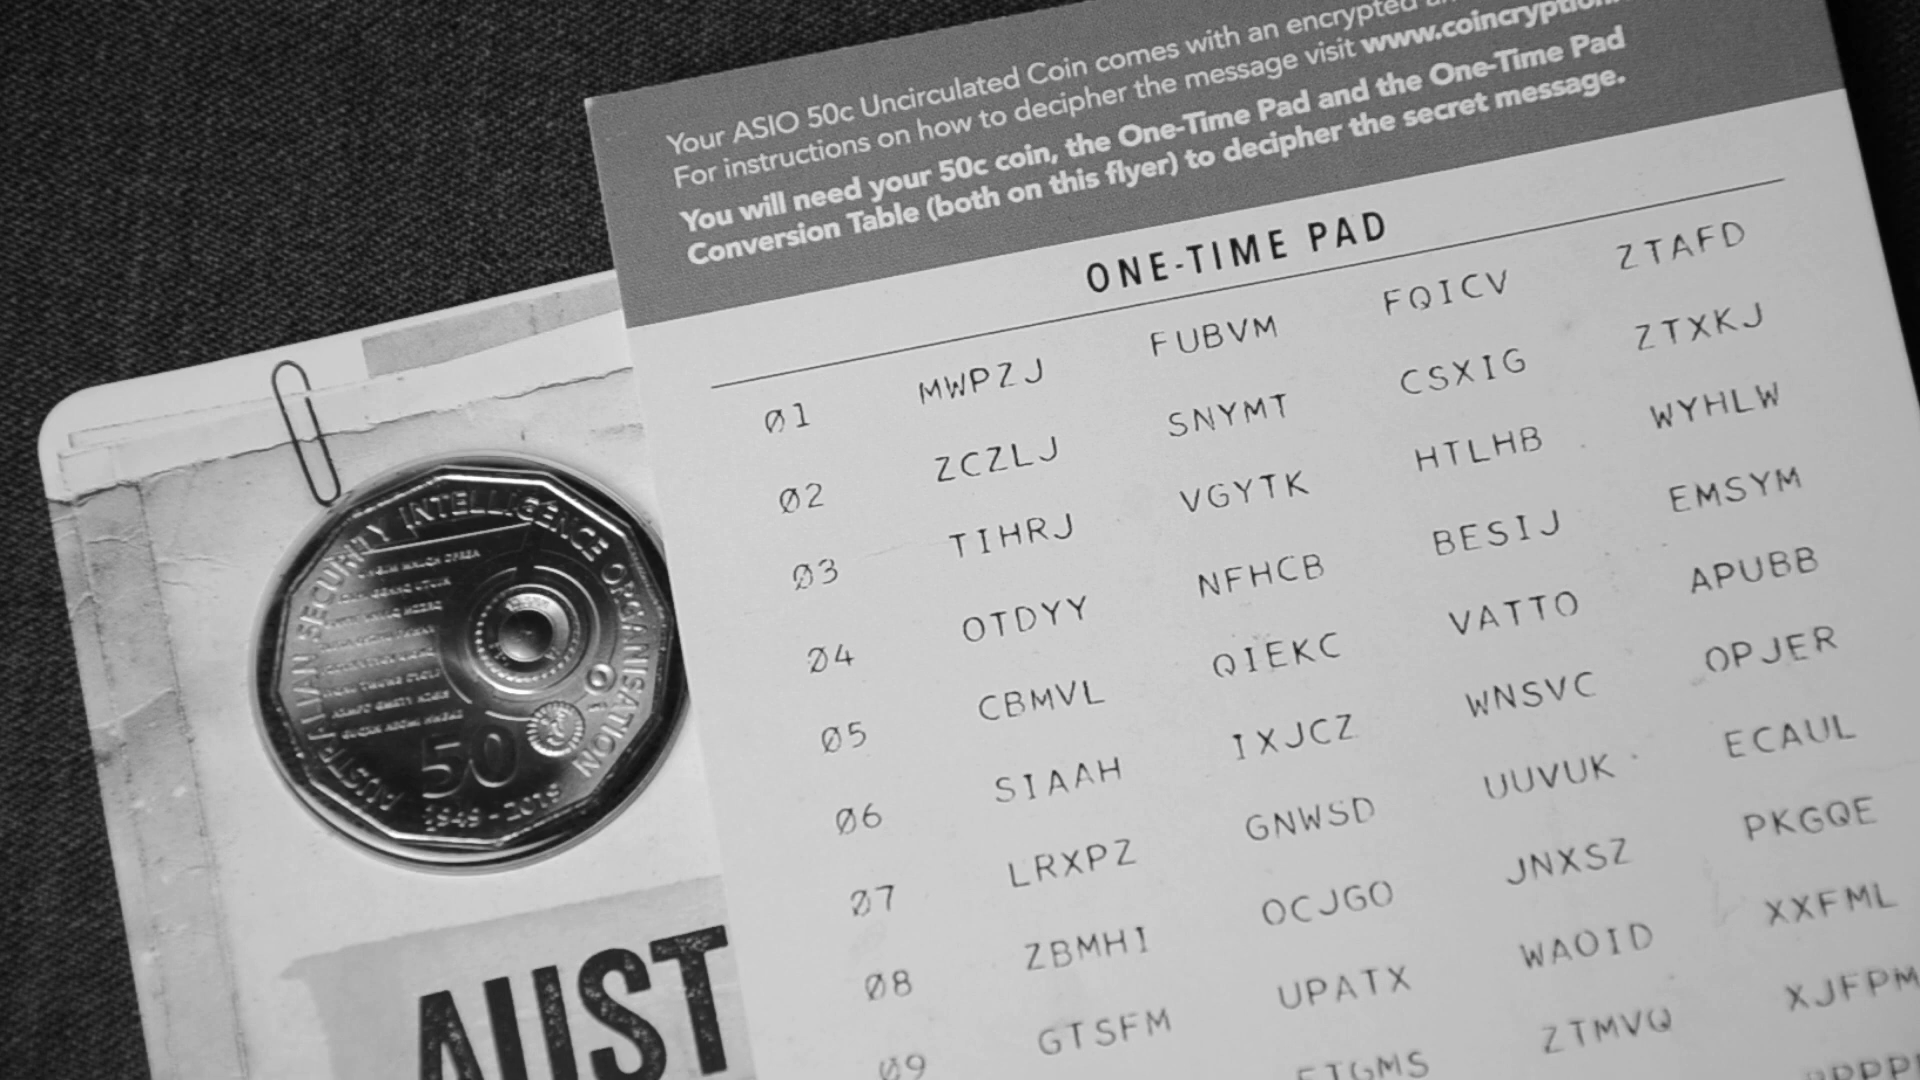 Your ASIO 50c Uncirculated Coin comes with an encrypted
For instructions on how to decipher the message visit www.coincryption.
You will need your 50c coin, the One-Time Pad and the One-Time Pad
Conversion Table (both on this flyer) to decipher the secret message.
ONE-TIME PAD
01 MWPZJ FUBVM FQICV ZTAFD
02 ZCZLJ SNYMT CSXIG ZTXKJ
03 TIHRJ VGYTK HTLHB WYHLW
04 OTDYY NFHCB BESIJ EMSYM
05 CBMVL QIEKC VATTO APUBB
06 SIAAH IXJCZ WNSVC OPJER
07 LRXPZ GNWSD UUVUK ECAUL
08 ZBMHI OCJGO JNXSZ PKGQE
09 GTSFM UPATX WAOID XXFML
ZTMVQ XJFPM
AUSTRALIAN SECURITY INTELLIGENCE ORGANISATION
50
1949 - 2019
AUST